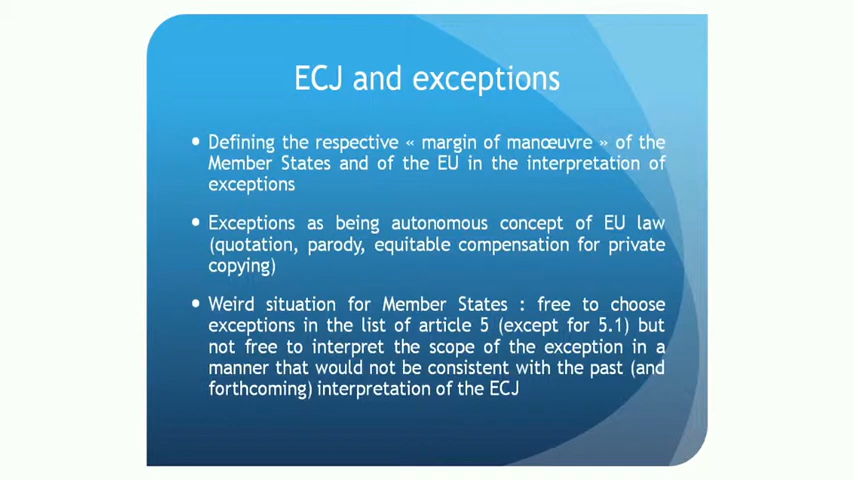 ECJ and exceptions
• Defining the respective « margin of manœuvre » of the
Member States and of the EU in the interpretation of
exceptions
• Exceptions as being autonomous concept of EU law
(quotation, parody, equitable compensation for private
copying)
• Weird situation for Member States : free to choose
exceptions in the list of article 5 (except for 5.1) but
not free to interpret the scope of the exception in a
manner that would not be consistent with the past (and
forthcoming) interpretation of the ECJ